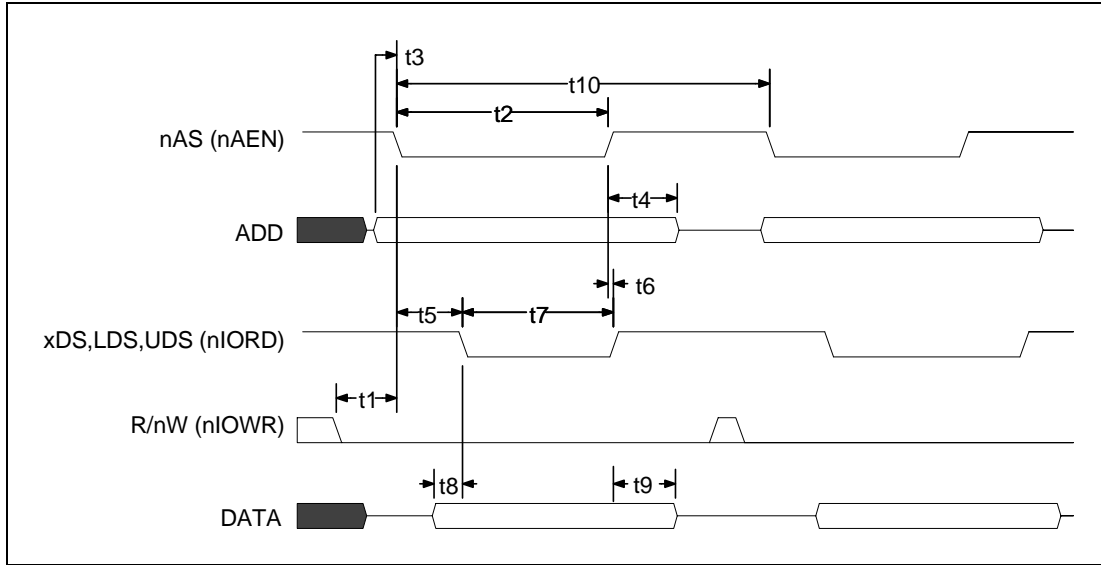 t3
t10
t2
nAS (nAEN)
t4
ADD
t6
t5
t7
xDS,LDS,UDS (nIORD)
t1
R/nW (nIOWR)
t8
t9
DATA